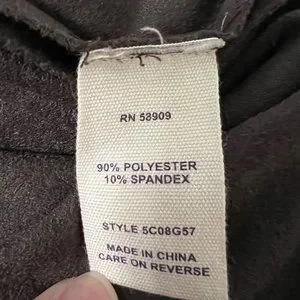 RN 58909
90% POLYESTER
10% SPANDEX
STYLE 5C08G57
MADE IN CHINA
CARE ON REVERSE